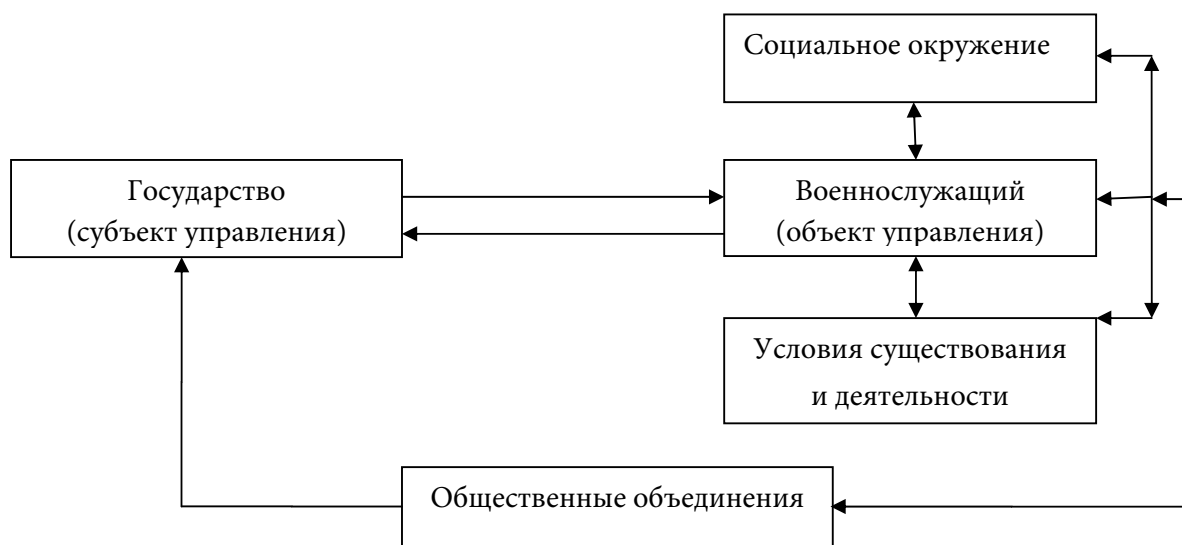 Социальное окружение
Государство
(субъект управления)
Военнослужащий
(объект управления)
Условия существования
и деятельности
Общественные объединения